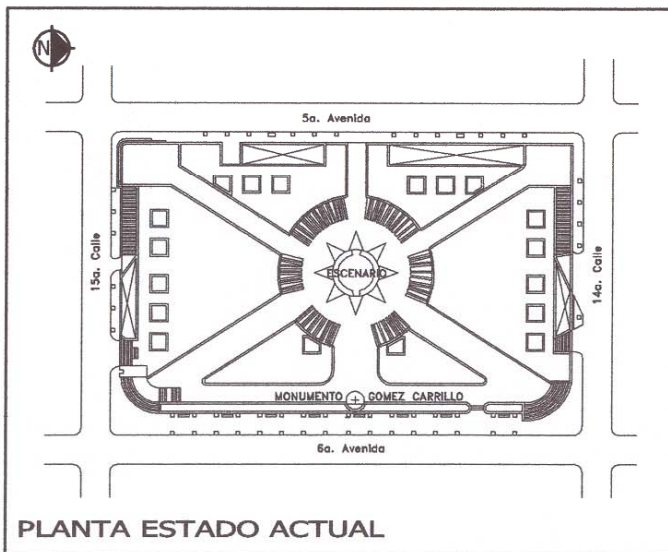 N
5a. Avenida
15a. Calle
14a. Calle
ESCENARIO
MONUMENTO GOMEZ CARRILLO
6a. Avenida
PLANTA ESTADO ACTUAL